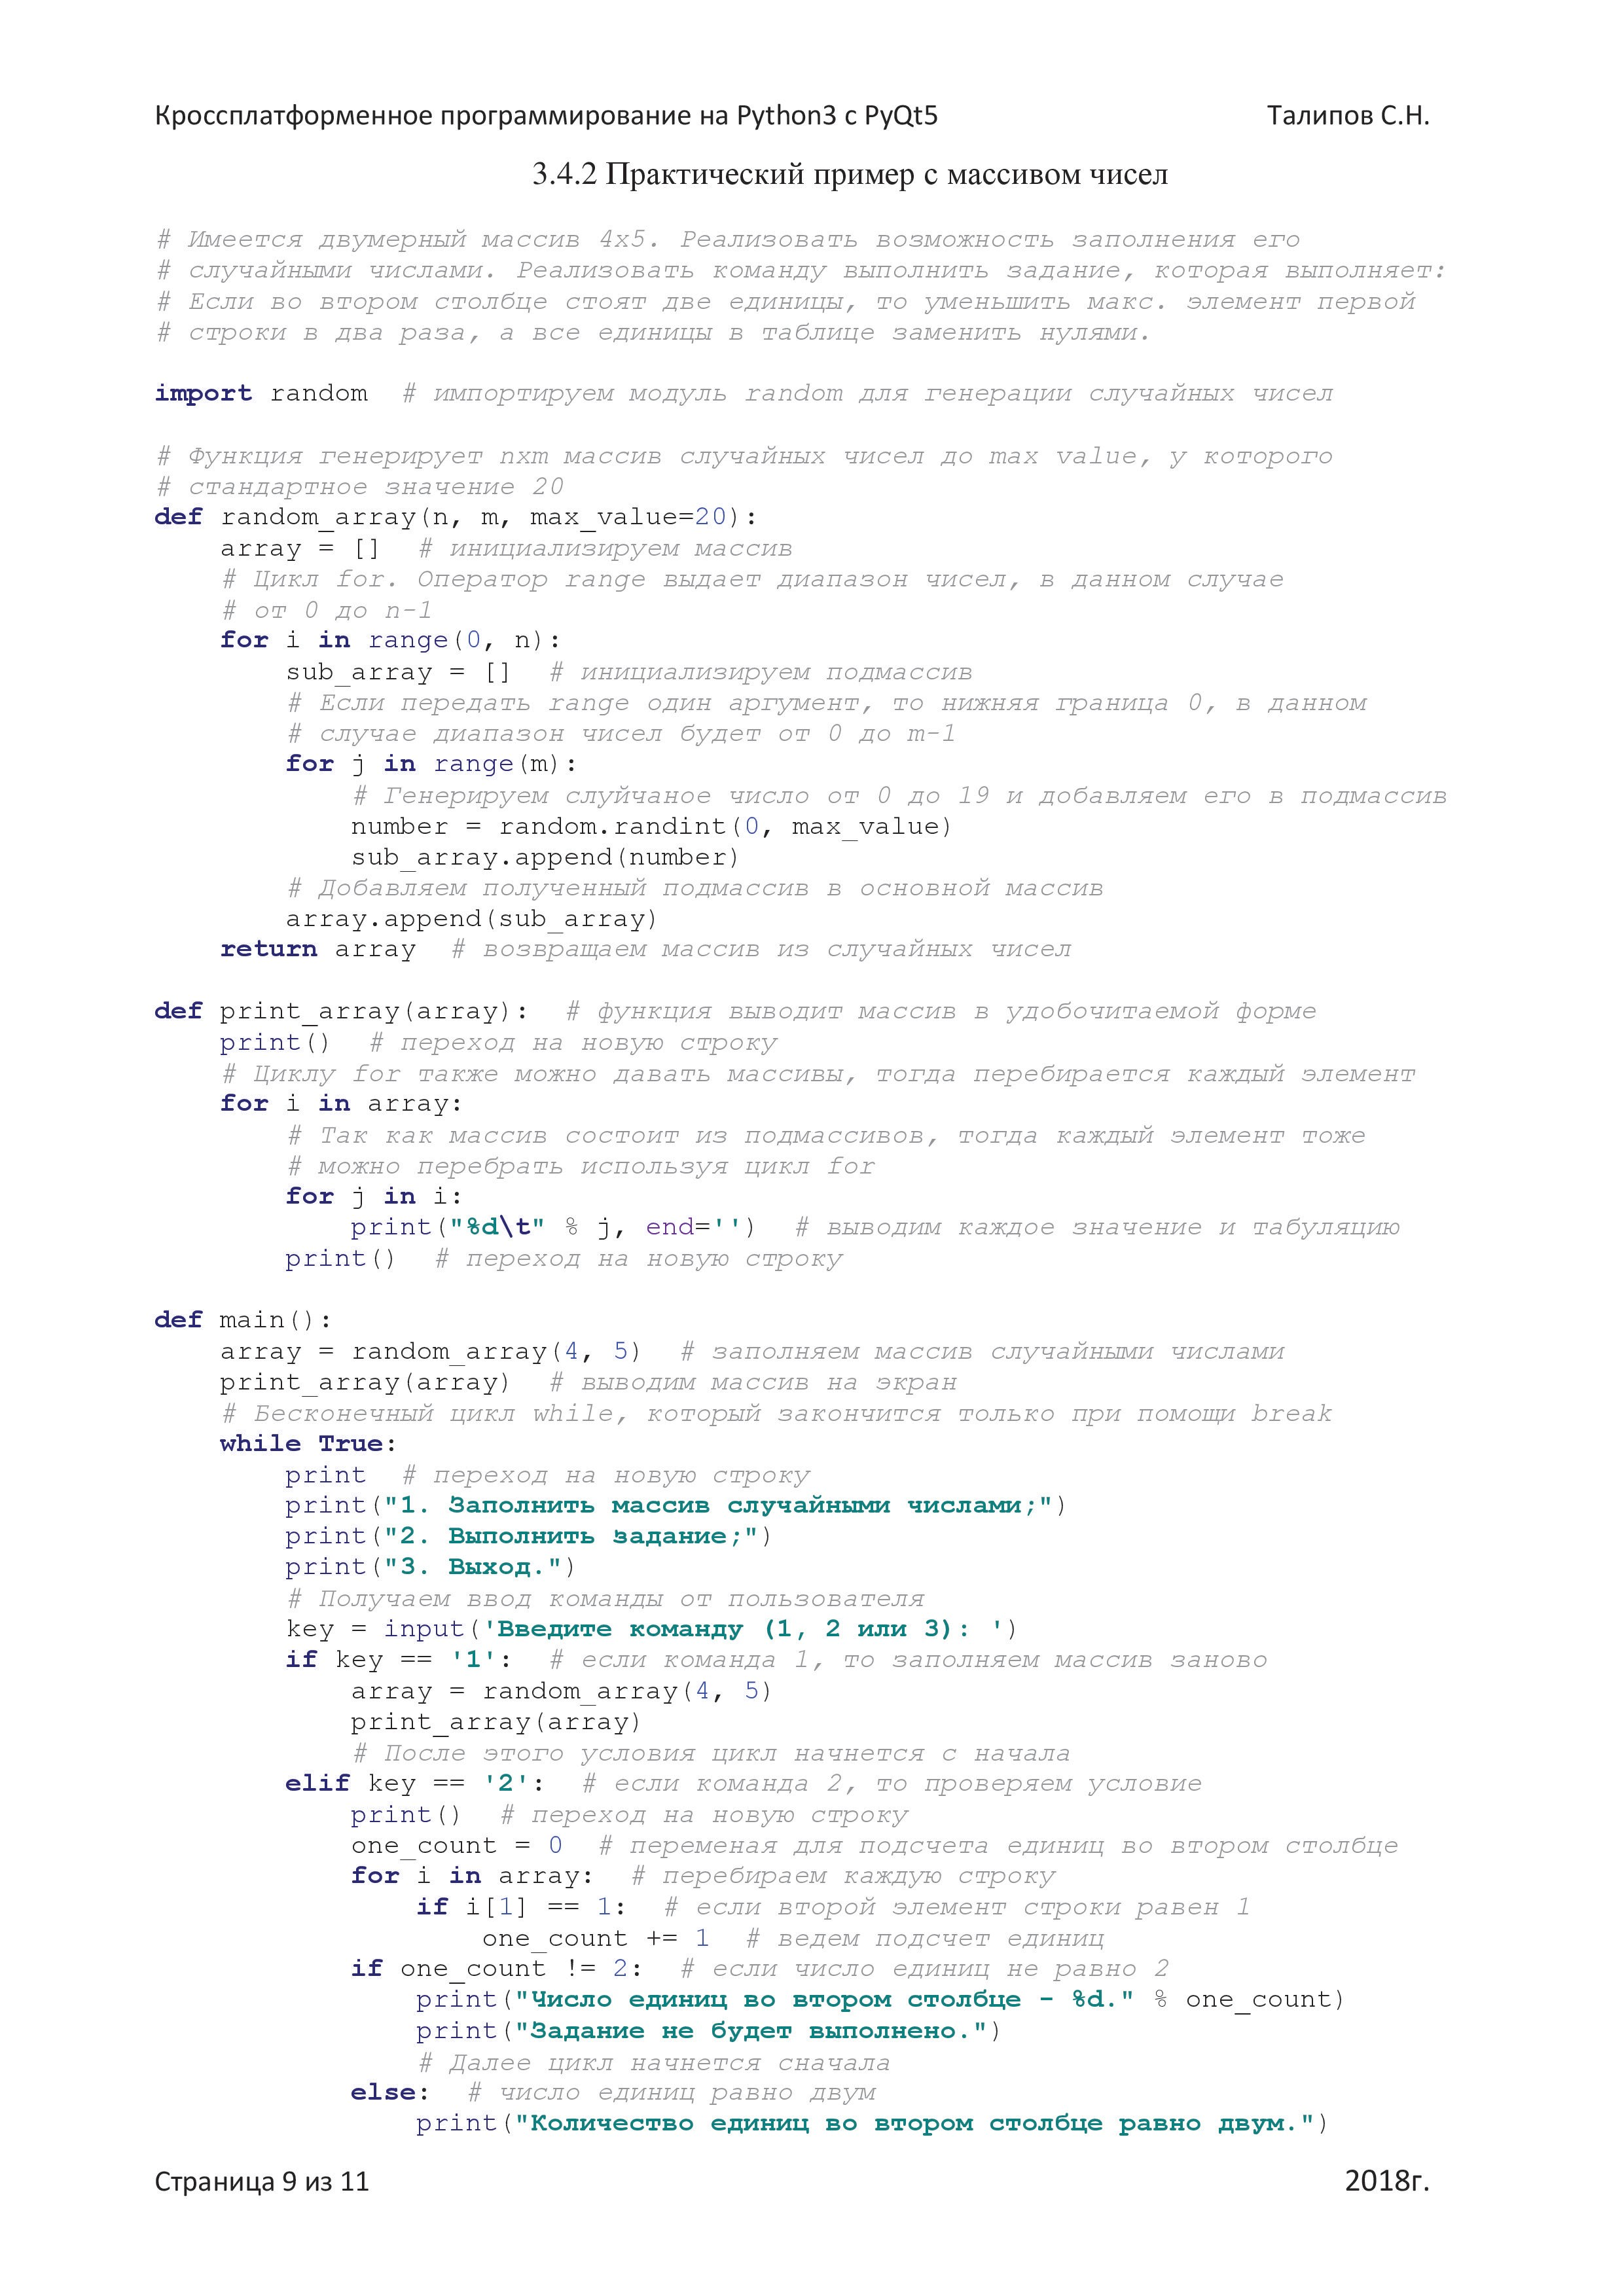 Кроссплатформенное программирование на Python3 с PyQt5 Талипов С.Н.
3.4.2 Практический пример с массивом чисел
# Имеется двумерный массив 4x5. Реализовать возможность заполнения его
# случайными числами. Реализовать команду выполнить задание, которая выполняет:
# Если во втором столбце стоят две единицы, то уменьшить макс. элемент первой
# строки в два раза, а все единицы в таблице заменить нулями.
import random  # импортируем модуль random для генерации случайных чисел
# Функция генерирует nxm массив случайных чисел до max value, у которого
# стандартное значение 20
def random_array(n, m, max_value=20):
    array = []  # инициализируем массив
    # Цикл for. Оператор range выдает диапазон чисел, в данном случае
    # от 0 до n-1
    for i in range(0, n):
        sub_array = []  # инициализируем подмассив
        # Если передать range один аргумент, то нижняя граница 0, в данном
        # случае диапазон чисел будет от 0 до m-1
        for j in range(m):
            # Генерируем слуйчаное число от 0 до 19 и добавляем его в подмассив
            number = random.randint(0, max_value)
            sub_array.append(number)
        # Добавляем полученный подмассив в основной массив
        array.append(sub_array)
    return array  # возвращаем массив из случайных чисел
def print_array(array):  # функция выводит массив в удобочитаемой форме
    print()  # переход на новую строку
    # Циклу for также можно давать массивы, тогда перебирается каждый элемент
    for i in array:
        # Так как массив состоит из подмассивов, тогда каждый элемент тоже
        # можно перебрать используя цикл for
        for j in i:
            print("%d\t" % j, end='')  # выводим каждое значение и табуляцию
        print()  # переход на новую строку
def main():
    array = random_array(4, 5)  # заполняем массив случайными числами
    print_array(array)  # выводим массив на экран
    # Бесконечный цикл while, который закончится только при помощи break
    while True:
        print  # переход на новую строку
        print("1. Заполнить массив случайными числами;")
        print("2. Выполнить задание;")
        print("3. Выход.")
        # Получаем ввод команды от пользователя
        key = input('Введите команду (1, 2 или 3): ')
        if key == '1':  # если команда 1, то заполняем массив заново
            array = random_array(4, 5)
            print_array(array)
            # После этого условия цикл начнется с начала
        elif key == '2':  # если команда 2, то проверяем условие
            print()  # переход на новую строку
            one_count = 0  # переменая для подсчета единиц во втором столбце
            for i in array:  # перебираем каждую строку
                if i[1] == 1:  # если второй элемент строки равен 1
                    one_count += 1  # ведем подсчет единиц
            if one_count != 2:  # если число единиц не равно 2
                print("Число единиц во втором столбце - %d." % one_count)
                print("Задание не будет выполнено.")
                # Далее цикл начнется сначала
            else:  # число единиц равно двум
                print("Количество единиц во втором столбце равно двум.")
Страница 9 из 11 2018г.